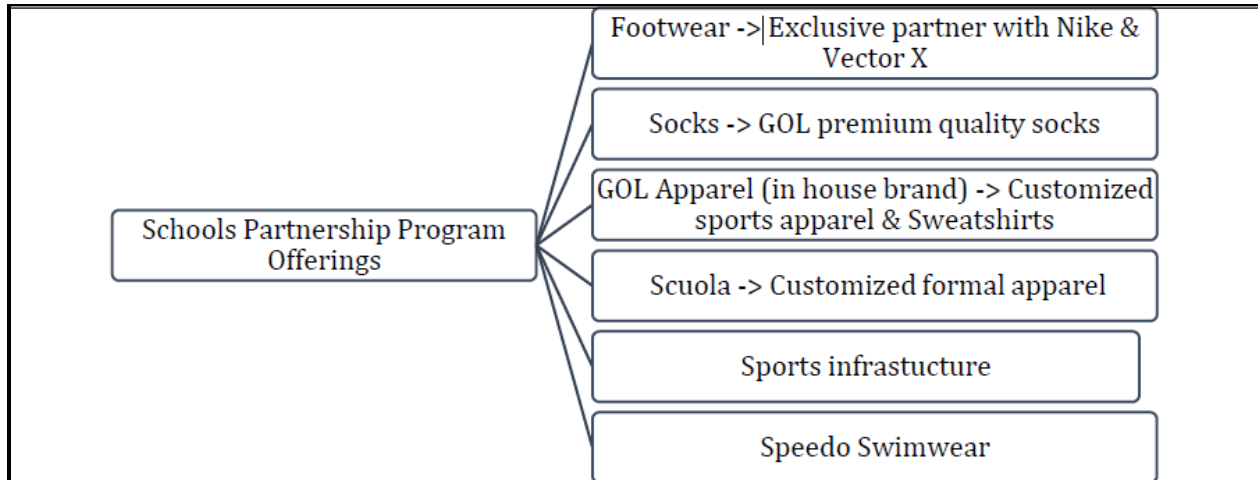 Footwear ->Exclusive partner with Nike &
Vector X
Socks -> GOL premium quality socks
GOL Apparel (in house brand) -> Customized
sports apparel & Sweatshirts
Schools Partnership Program
Offerings
Scuola -> Customized formal apparel
Sports infrastucture
Speedo Swimwear